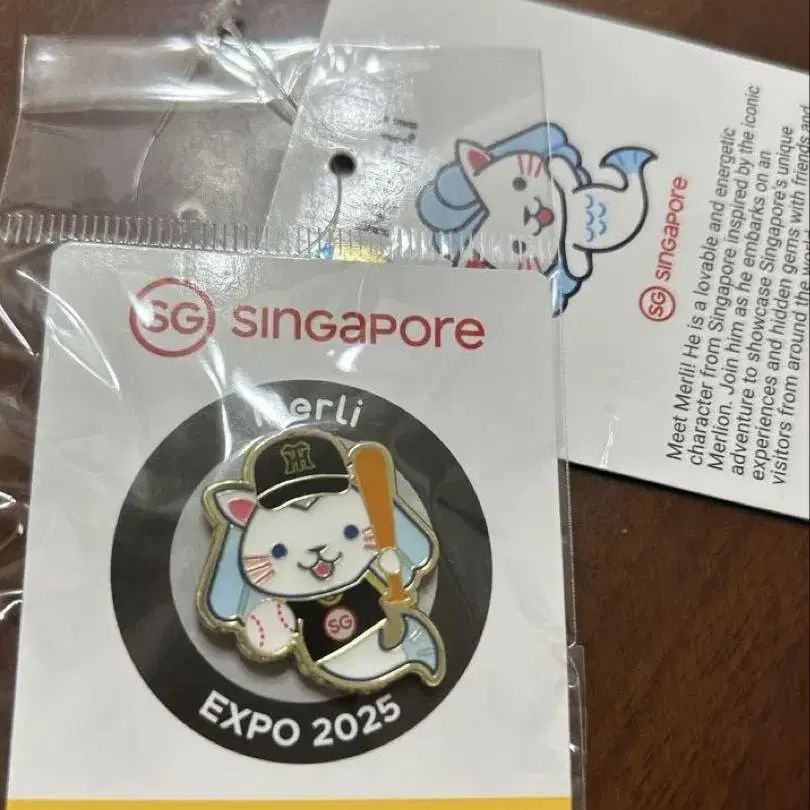 SG SINGAPORE
Merli
SG
EXPO 2025
SG SINGAPORE
Meet Merli! He is a lovable and energetic
character from Singapore inspired by the iconic
Merlion. Join him as he embarks on an
adventure to showcase Singapore's unique
experiences and hidden gems with friends and
visitors from around the